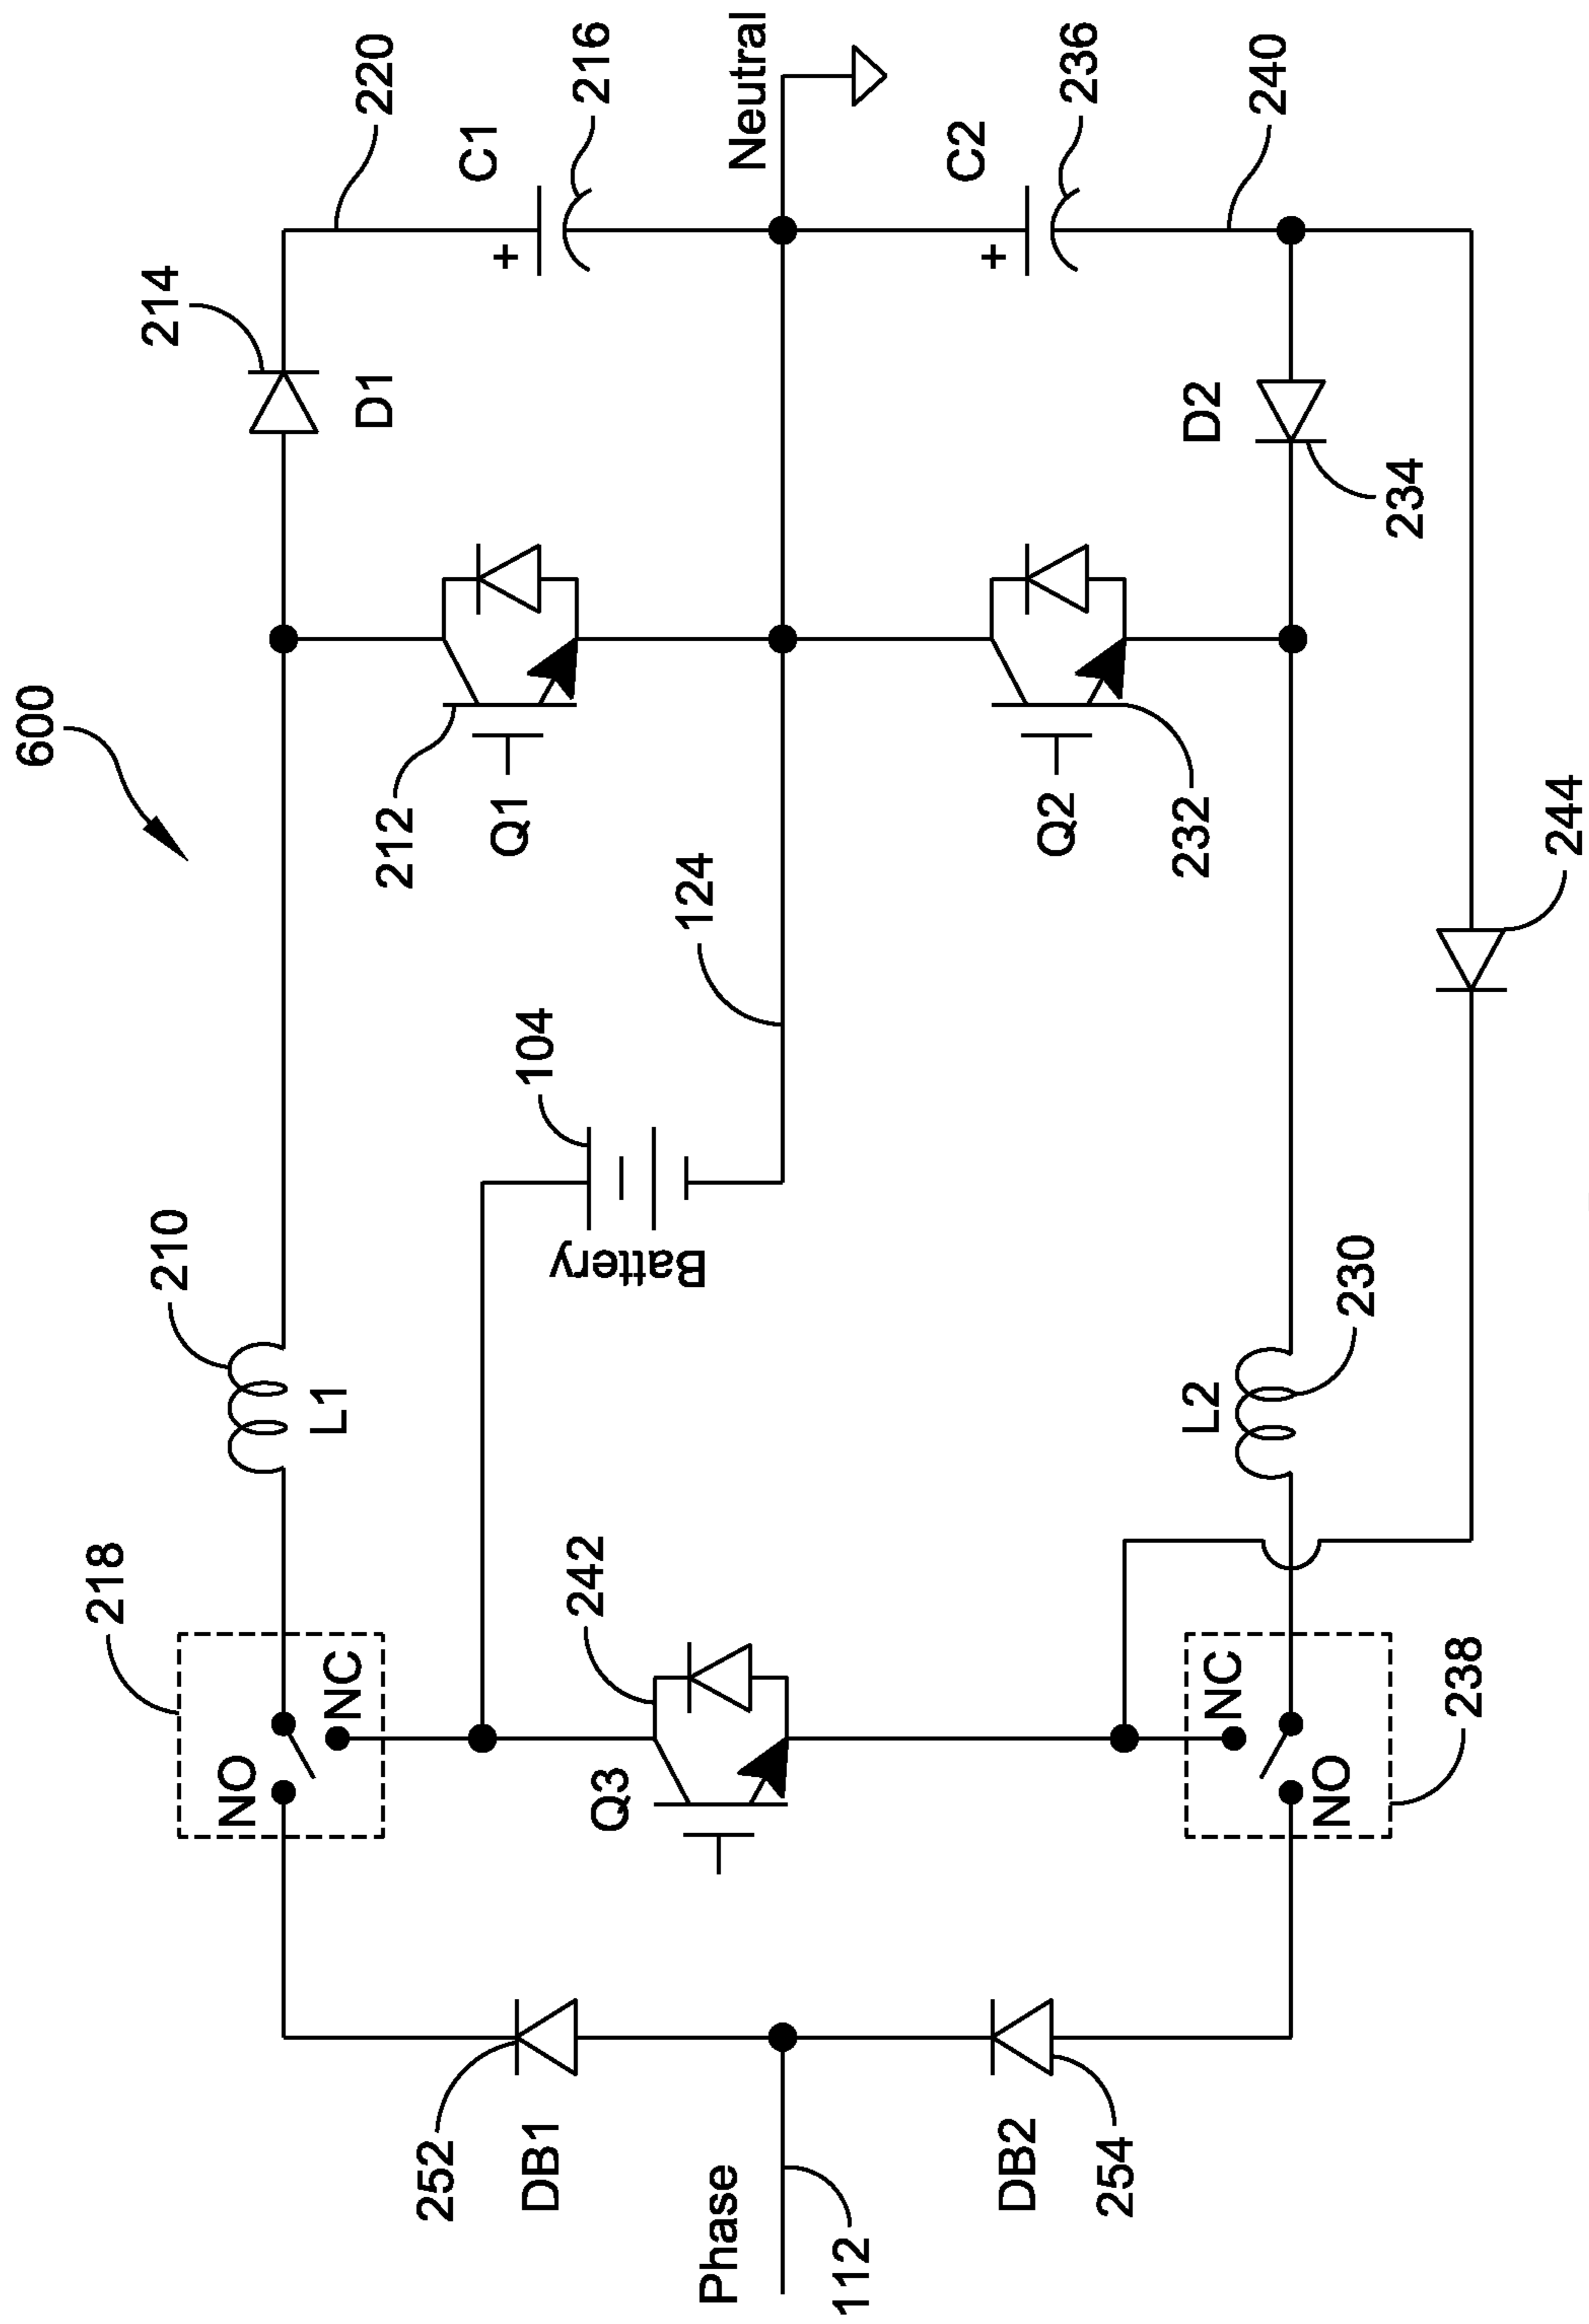 600
220
214
C1
216
D1
Neutral
C2
236
240
D2
234
212
Q1
124
Q2
232
244
104
Battery
210
L1
L2
230
218
NO
NC
242
Q3
NC
NO
238
252
DB1
Phase
112
DB2
254
+
+